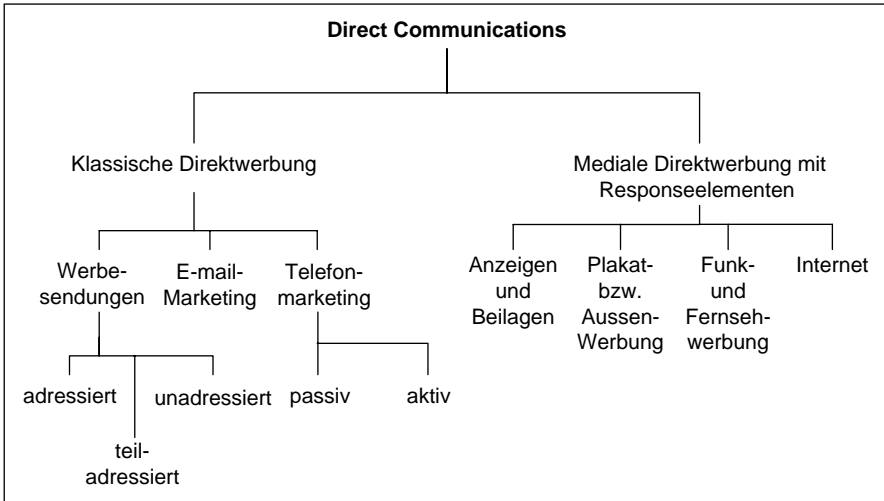 Direct Communications
Klassische Direktwerbung
Mediale Direktwerbung mit
Responseelementen
Werbe-
sendungen
E-mail-
Marketing
Telefon-
marketing
Anzeigen
und
Beilagen
Plakat-
bzw.
Aussen-
Werbung
Funk-
und
Fernseh-
werbung
Internet
adressiert
teil-
adressiert
unadressiert
passiv
aktiv